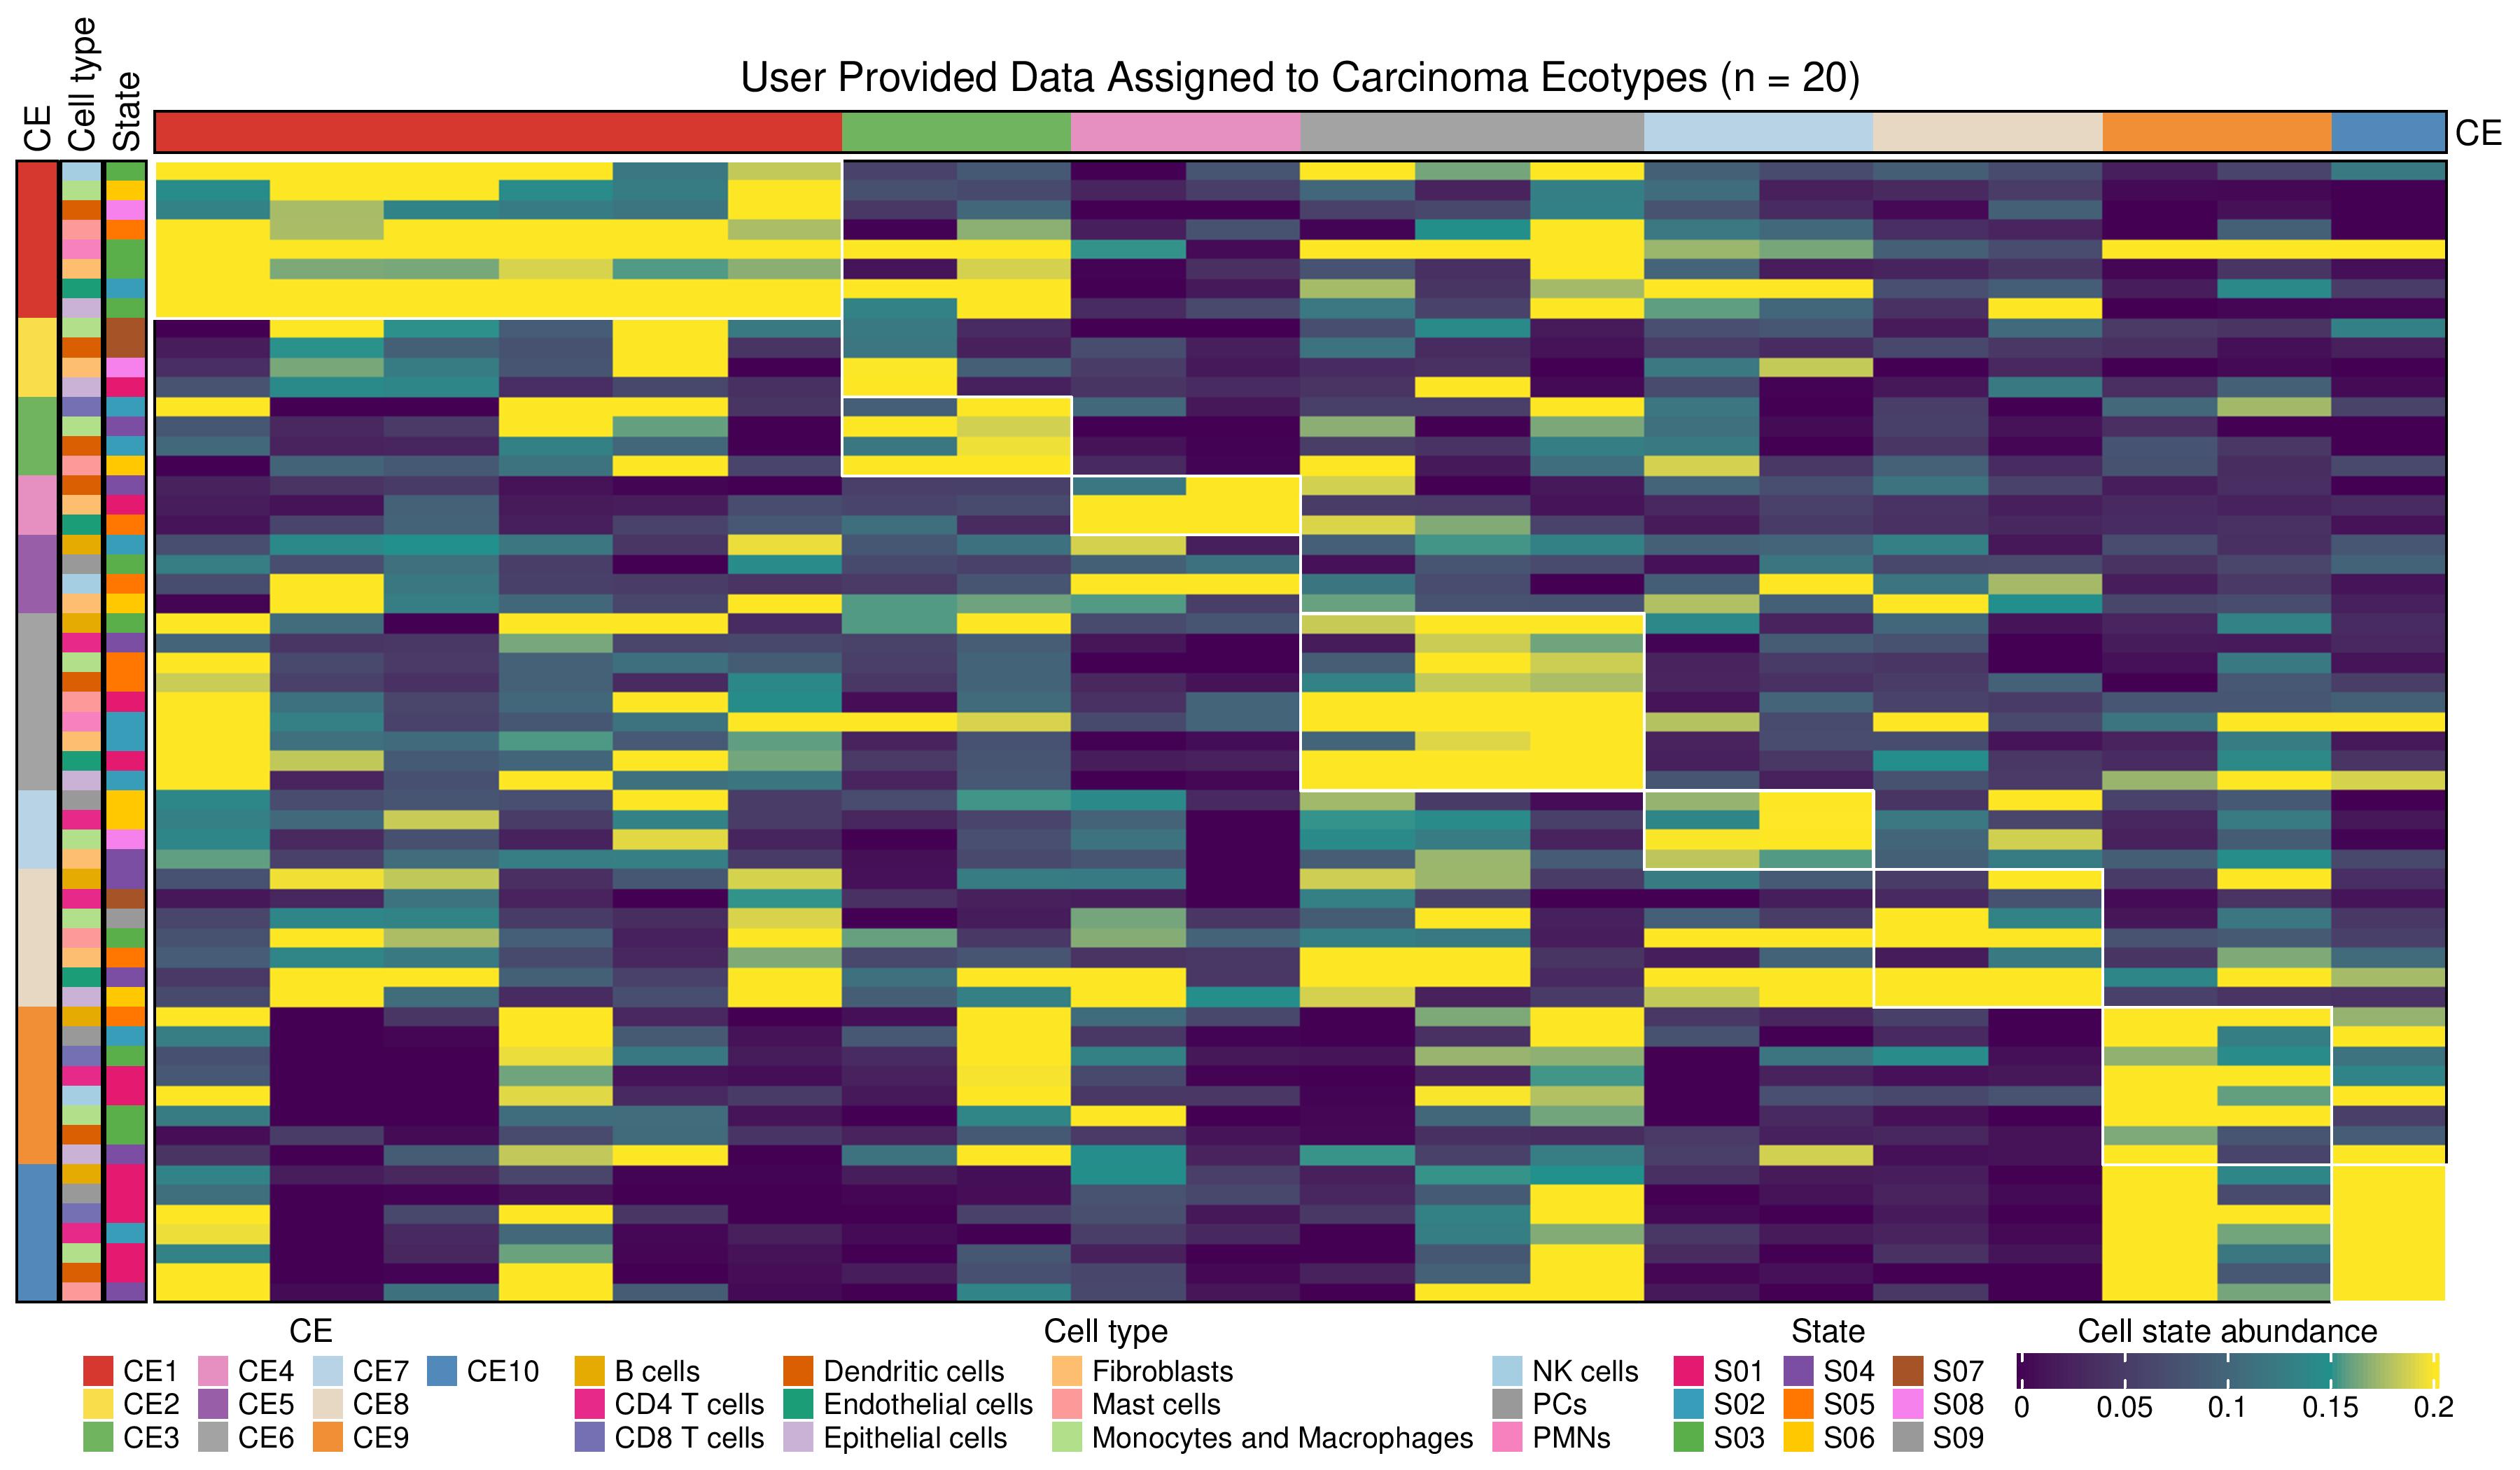 CE
Cell type
State
User Provided Data Assigned to Carcinoma Ecotypes (n = 20)
CE
CE
CE1 CE4 CE7 CE10
CE2 CE5 CE8
CE3 CE6 CE9
Cell type
B cells Dendritic cells Fibroblasts NK cells
CD4 T cells Endothelial cells Mast cells PCs
CD8 T cells Epithelial cells Monocytes and Macrophages PMNs
State
S01 S04 S07
S02 S05 S08
S03 S06 S09
Cell state abundance
0 0.05 0.1 0.15 0.2